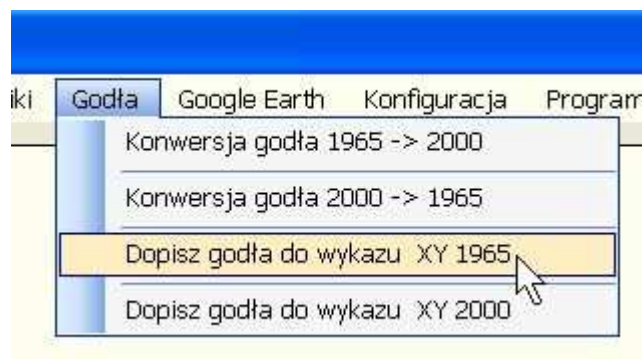 iki Godła Google Earth Konfiguracja Program
Konwersja godła 1965 -> 2000
Konwersja godła 2000 -> 1965
Dopisz godła do wykazu XY 1965
Dopisz godła do wykazu XY 2000